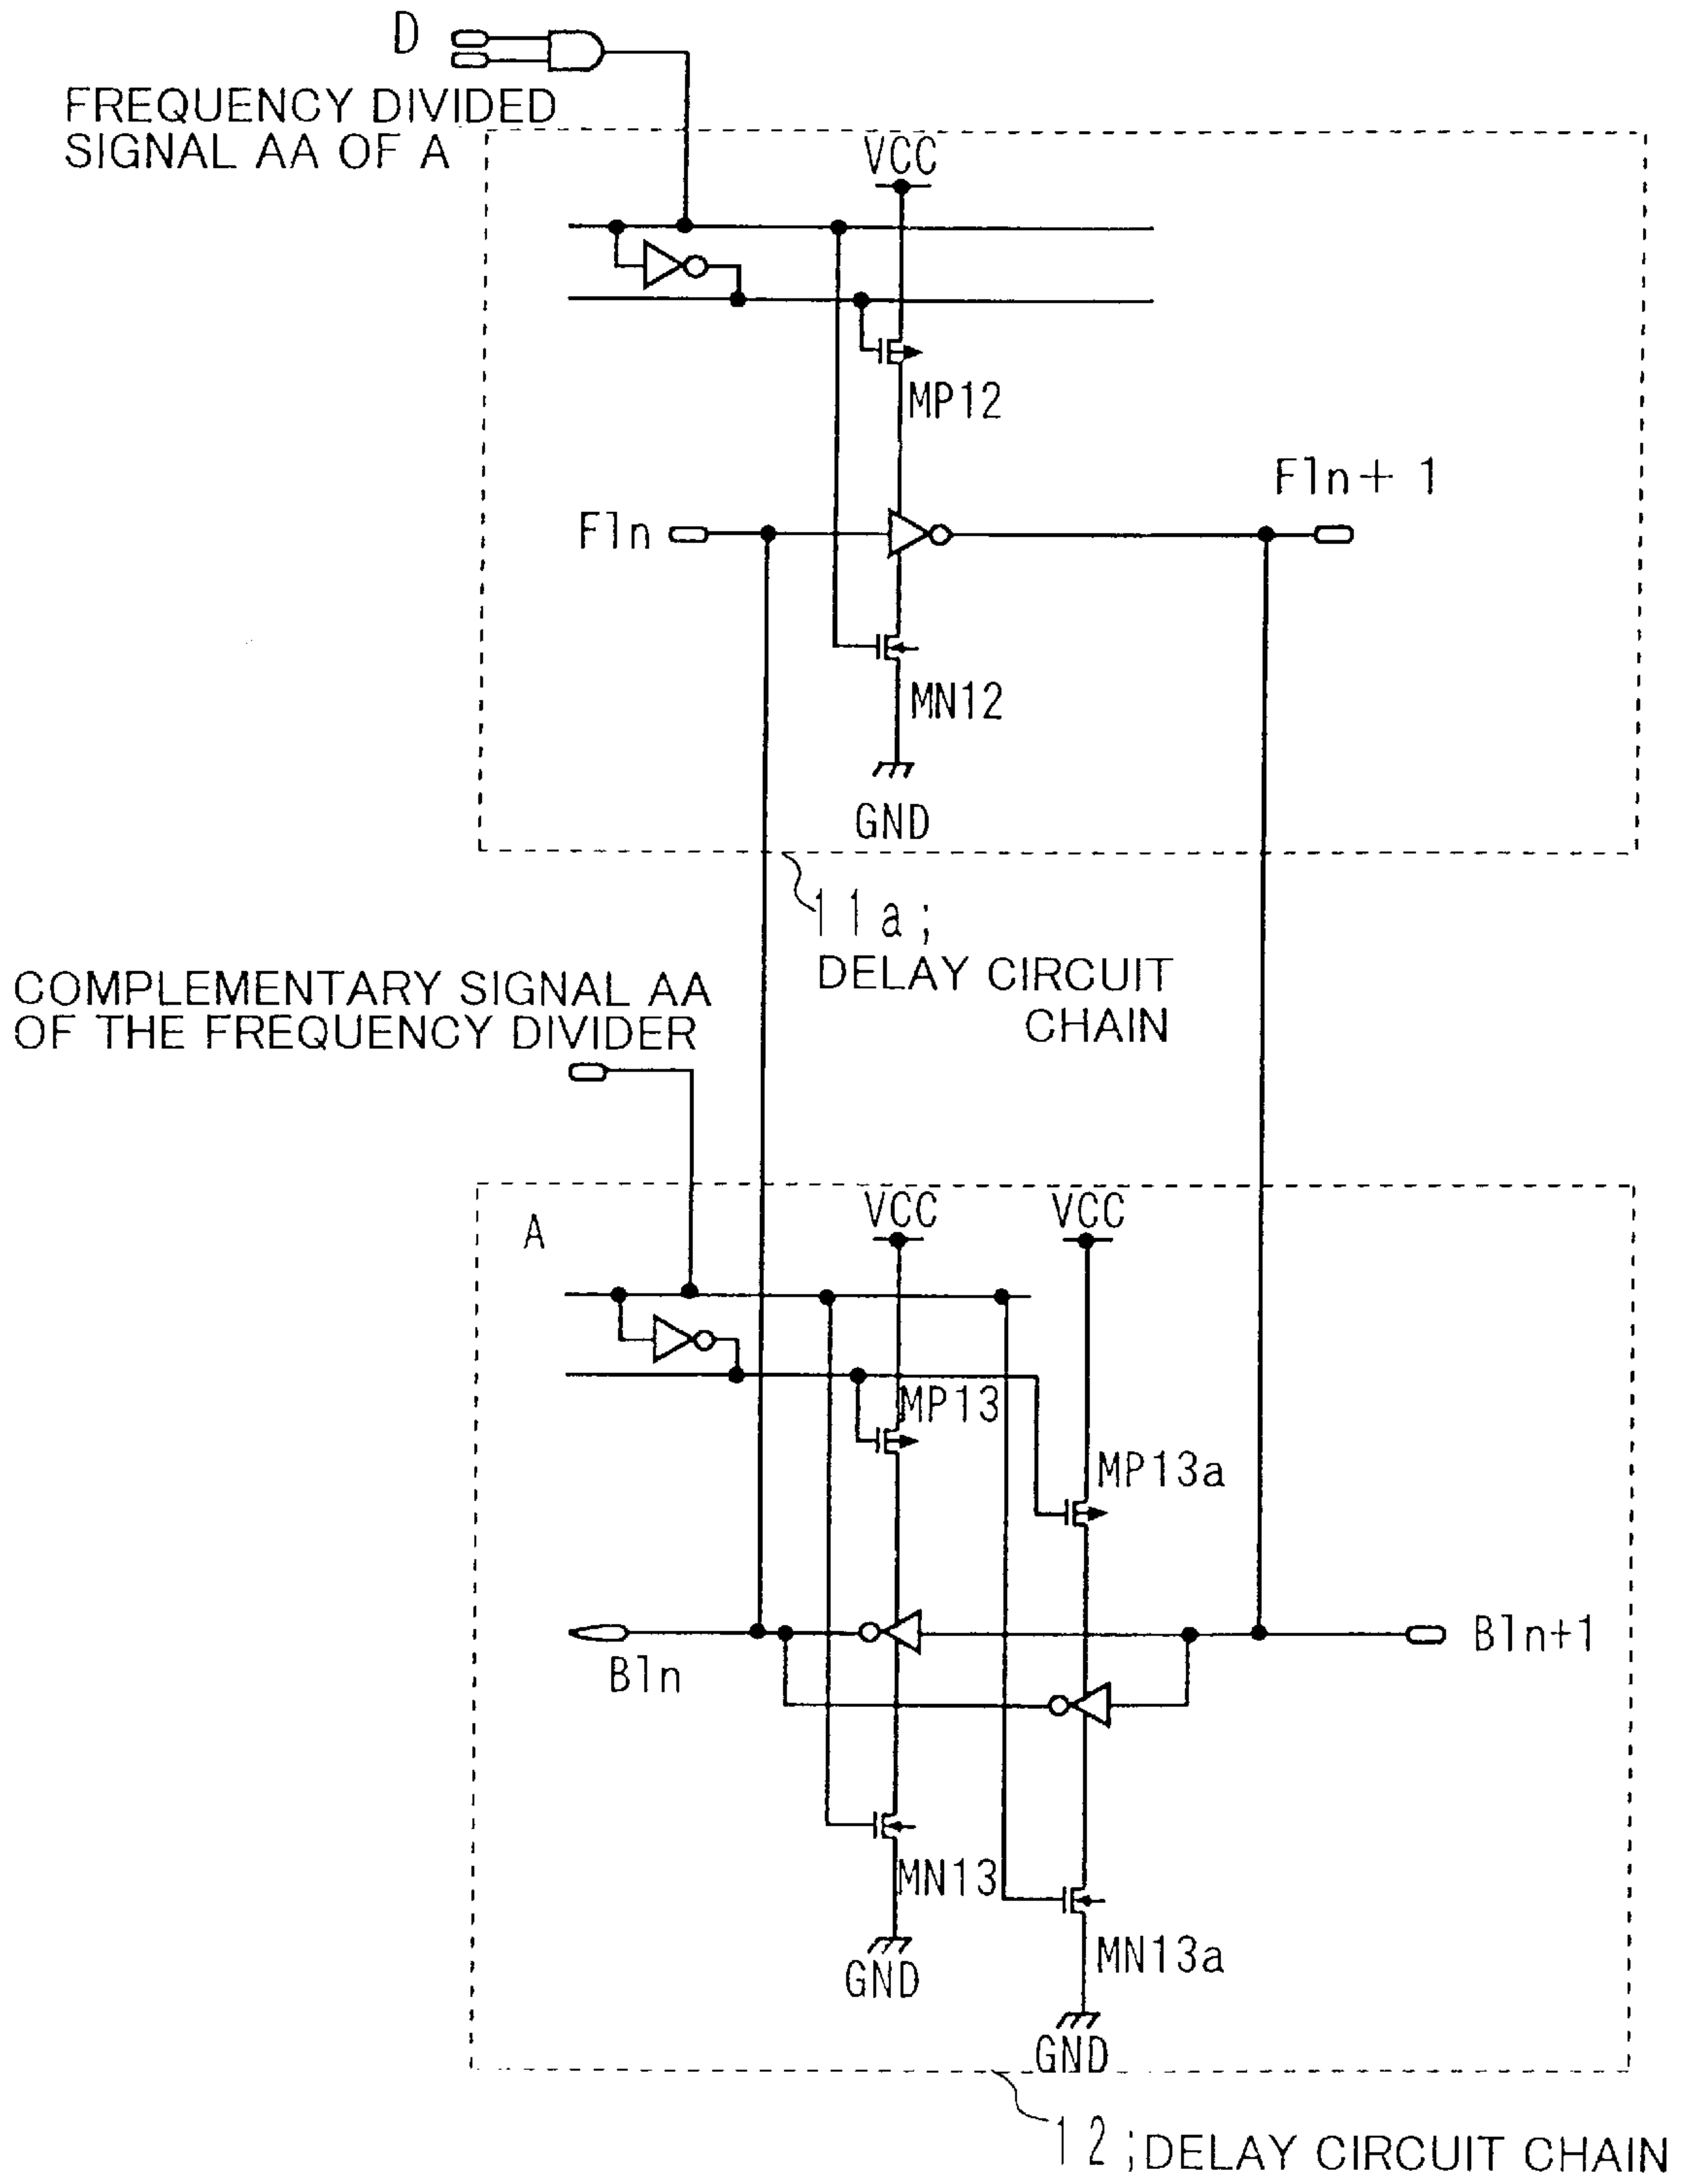 D
FREQUENCY DIVIDED
SIGNAL AA OF A
VCC
MP12
Fln
Fln+ 1
MN12
GND
11a;
DELAY CIRCUIT
CHAIN
COMPLEMENTARY SIGNAL AA
OF THE FREQUENCY DIVIDER
A
VCC
VCC
MP13
MP13a
Bln
Bln+1
MN13
MN13a
GND
GND
12;DELAY CIRCUIT CHAIN